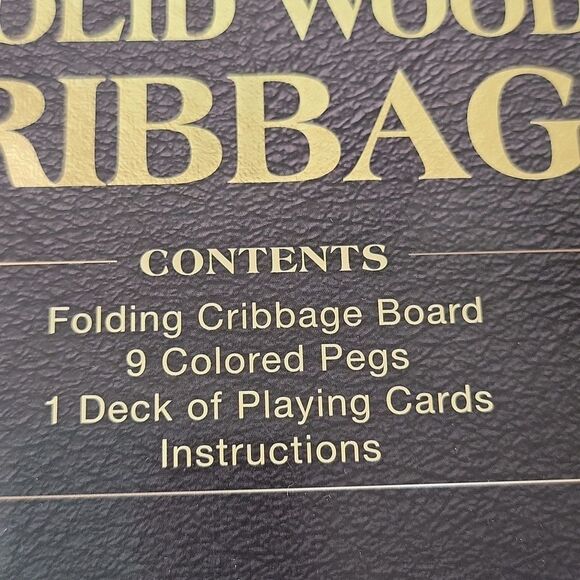 OLID WOOD
RIBBAG
CONTENTS
Folding Cribbage Board
9 Colored Pegs
1 Deck of Playing Cards
Instructions